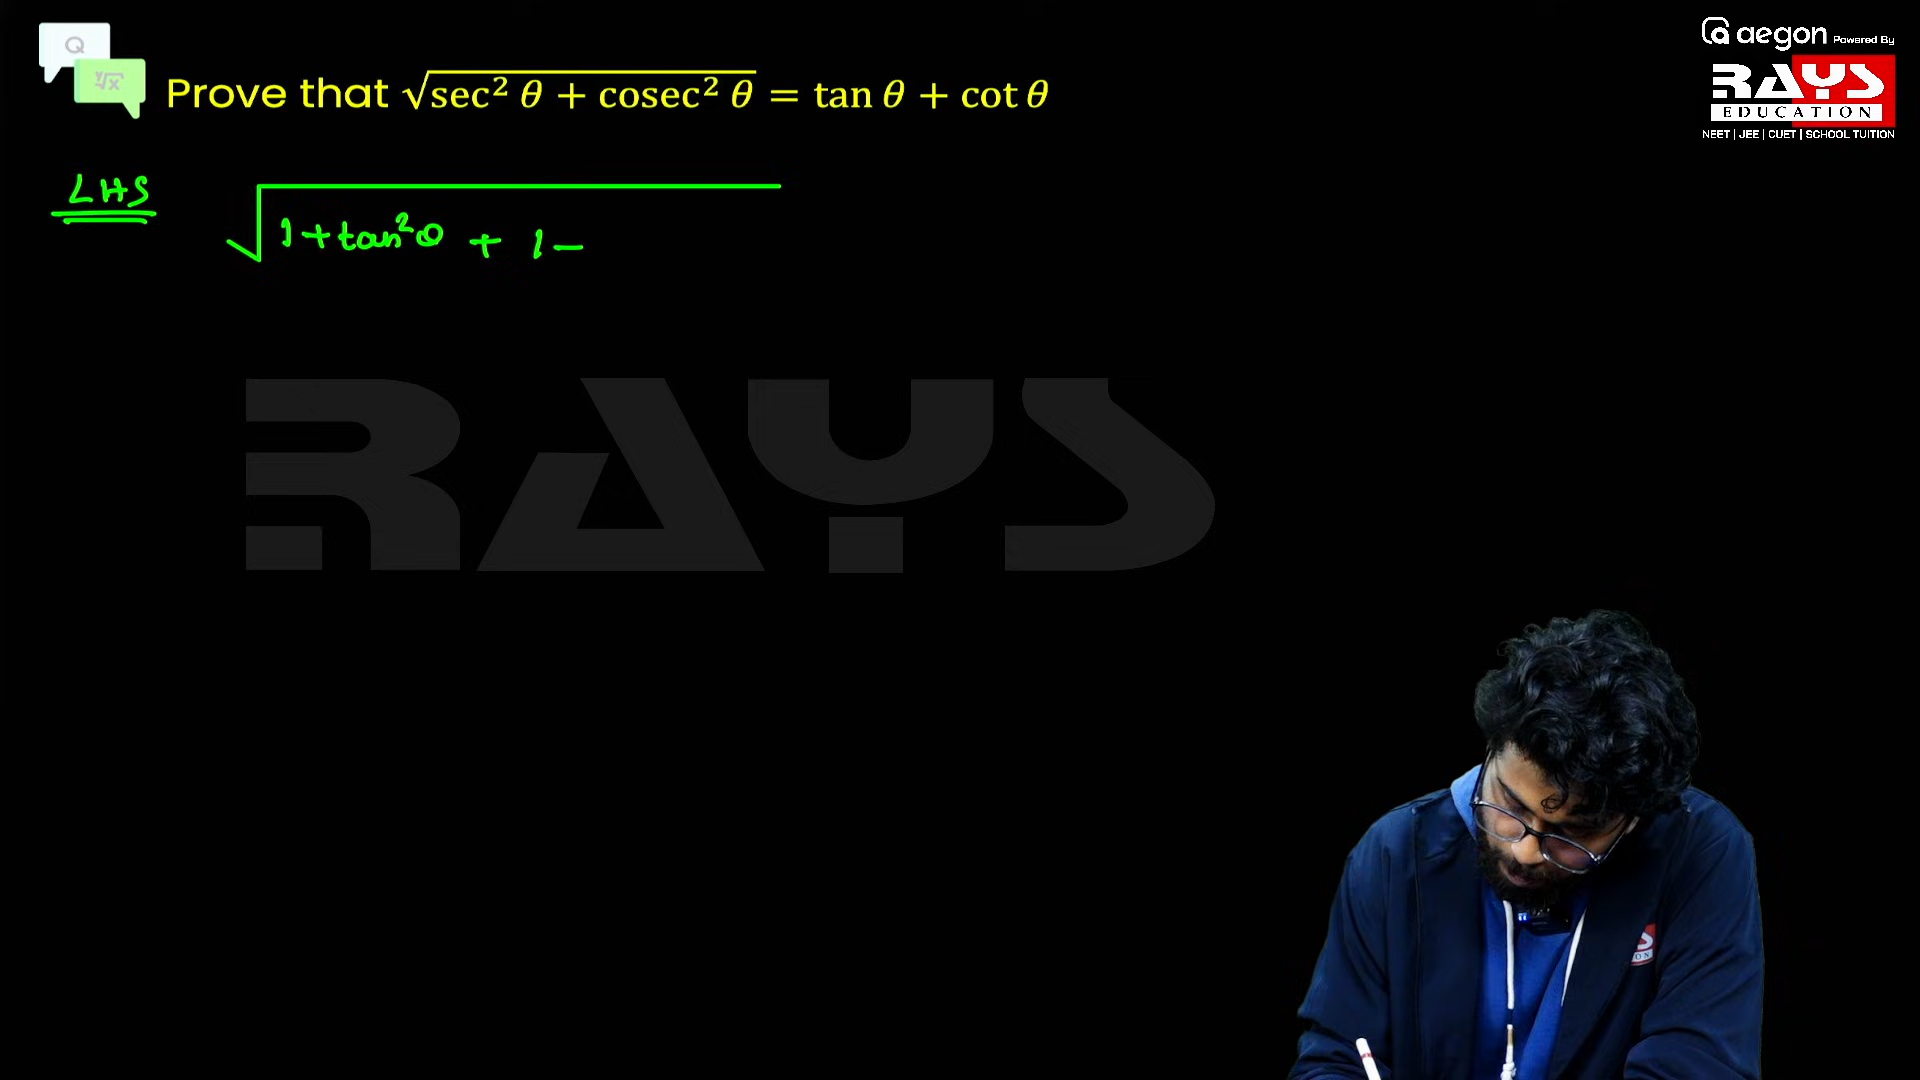 Q
∜x
Prove that √(sec² θ + cosec² θ) = tan θ + cot θ
aegon Powered By
RAYS
EDUCATION
NEET | JEE | CUET | SCHOOL TUITION
LHS
√(1+tan²θ + 1−
RAYS
S
ON